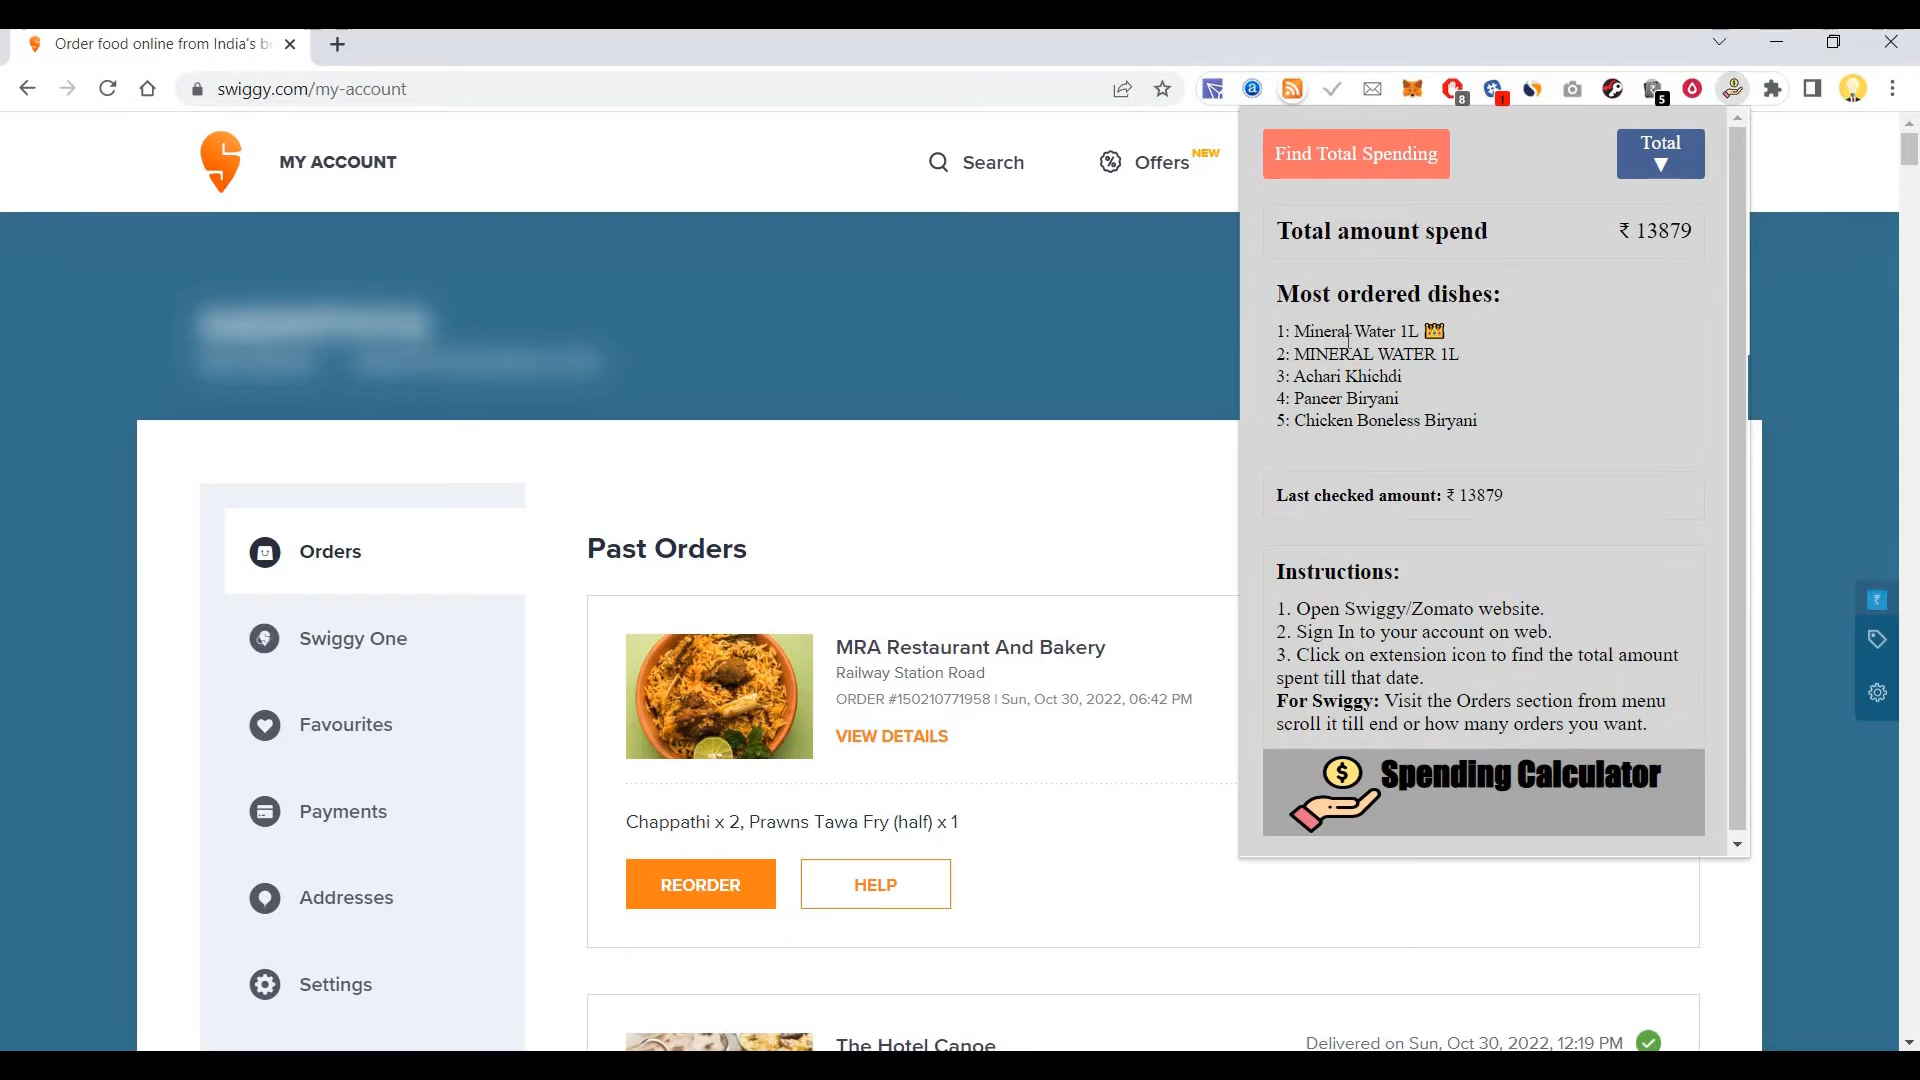 Order food online from India's b
swiggy.com/my-account
8
1
5
MY ACCOUNT
Search
Offers
NEW
Find Total Spending
Total
▼
Total amount spend
₹ 13879
Most ordered dishes:
1: Mineral Water 1L 👑
2: MINERAL WATER 1L
3: Achari Khichdi
4: Paneer Biryani
5: Chicken Boneless Biryani
Last checked amount: ₹ 13879
Instructions:
1. Open Swiggy/Zomato website.
2. Sign In to your account on web.
3. Click on extension icon to find the total amount
spent till that date.
For Swiggy: Visit the Orders section from menu
scroll it till end or how many orders you want.
Spending Calculator
Orders
Swiggy One
Favourites
Payments
Addresses
Settings
Past Orders
MRA Restaurant And Bakery
Railway Station Road
ORDER #150210771958 | Sun, Oct 30, 2022, 06:42 PM
VIEW DETAILS
Chappathi x 2, Prawns Tawa Fry (half) x 1
REORDER
HELP
The Hotel Canoe
Delivered on Sun, Oct 30, 2022, 12:19 PM